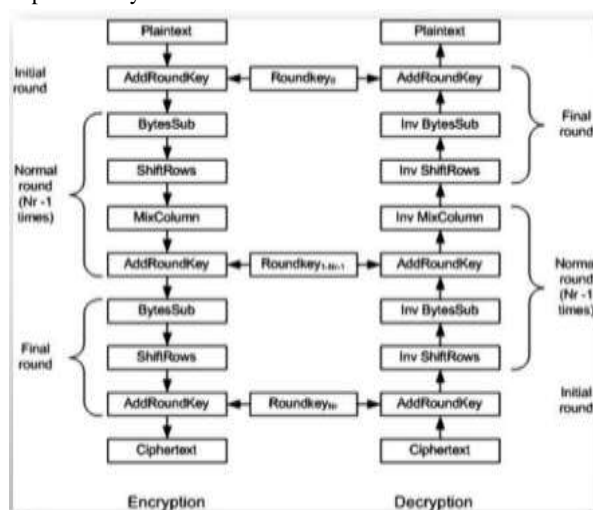 Plaintext
Plaintext
Initial
round
AddRoundKey
Roundkey0
AddRoundKey
BytesSub
Inv BytesSub
Final
round
Normal
round
(Nr -1
times)
ShiftRows
Inv ShiftRows
MixColumn
Inv MixColumn
AddRoundKey
Roundkey1-Nr-1
AddRoundKey
Normal
round
(Nr -1
times)
BytesSub
Inv BytesSub
Final
round
ShiftRows
Inv ShiftRows
AddRoundKey
RoundkeyNr
AddRoundKey
Initial
round
Ciphertext
Ciphertext
Encryption
Decryption